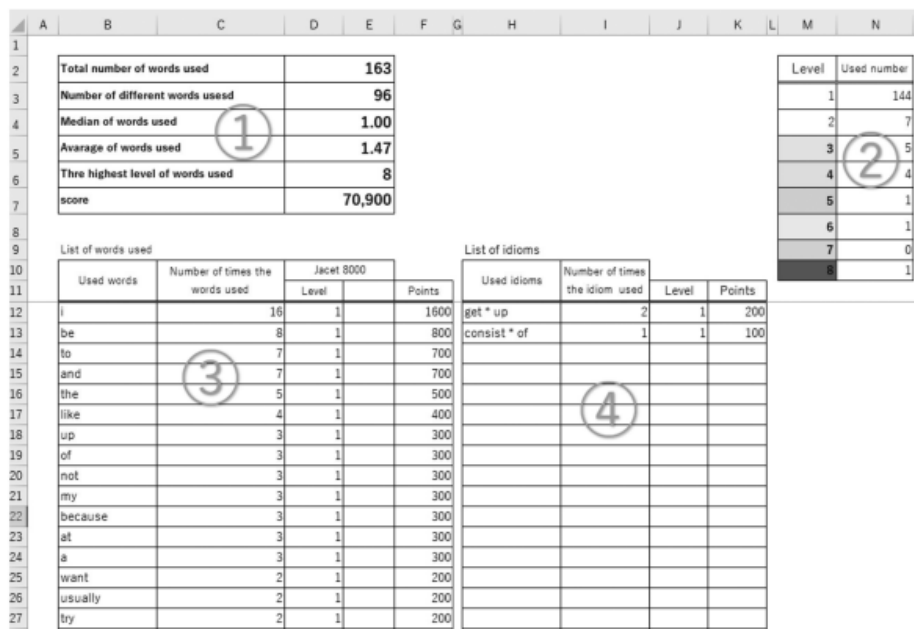 A B C D E F G H I J K L M N
1
2 Total number of words used 163 Level Used number
3 Number of different words usesd 96 1 144
4 Median of words used 1.00 2 7
5 Avarage of words used 1.47 3 5
6 Thre highest level of words used 8 4 4
7 score 70,900 5 1
① ②
8 6 1
9 List of words used List of idioms 7 0
10 Used words Number of times the Jacet 8000 Used idioms Number of times 8 1
11 words used Level Points the idiom used Level Points
12 i 16 1 1600 get * up 2 1 200
13 be 8 1 800 consist * of 1 1 100
14 to 7 1 700
15 and 7 1 700
③ ④
16 the 5 1 500
17 like 4 1 400
18 up 3 1 300
19 of 3 1 300
20 not 3 1 300
21 my 3 1 300
22 because 3 1 300
23 at 3 1 300
24 a 3 1 300
25 want 2 1 200
26 usually 2 1 200
27 try 2 1 200